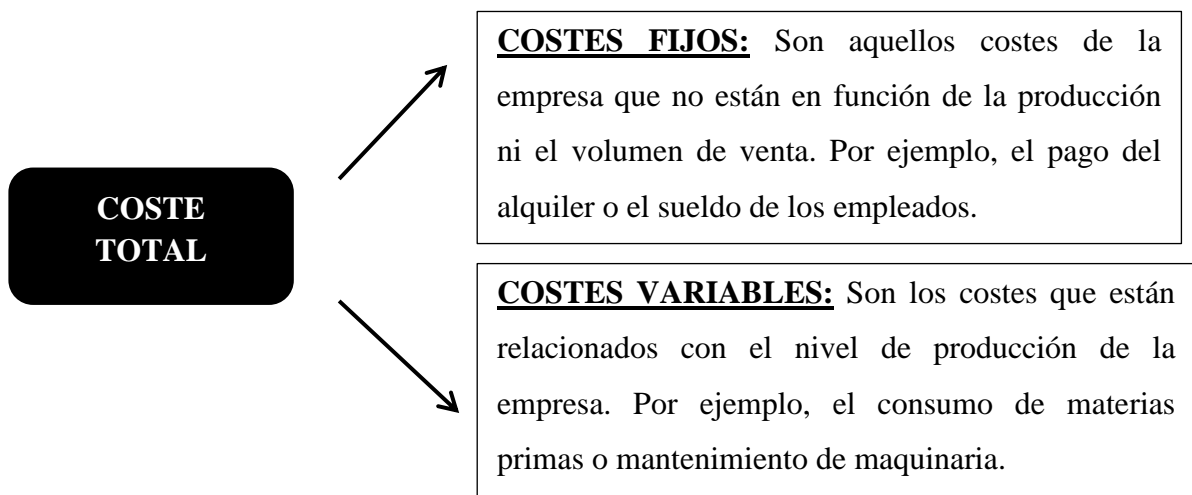 COSTE
TOTAL
COSTES FIJOS: Son aquellos costes de la
empresa que no están en función de la producción
ni el volumen de venta. Por ejemplo, el pago del
alquiler o el sueldo de los empleados.
COSTES VARIABLES: Son los costes que están
relacionados con el nivel de producción de la
empresa. Por ejemplo, el consumo de materias
primas o mantenimiento de maquinaria.